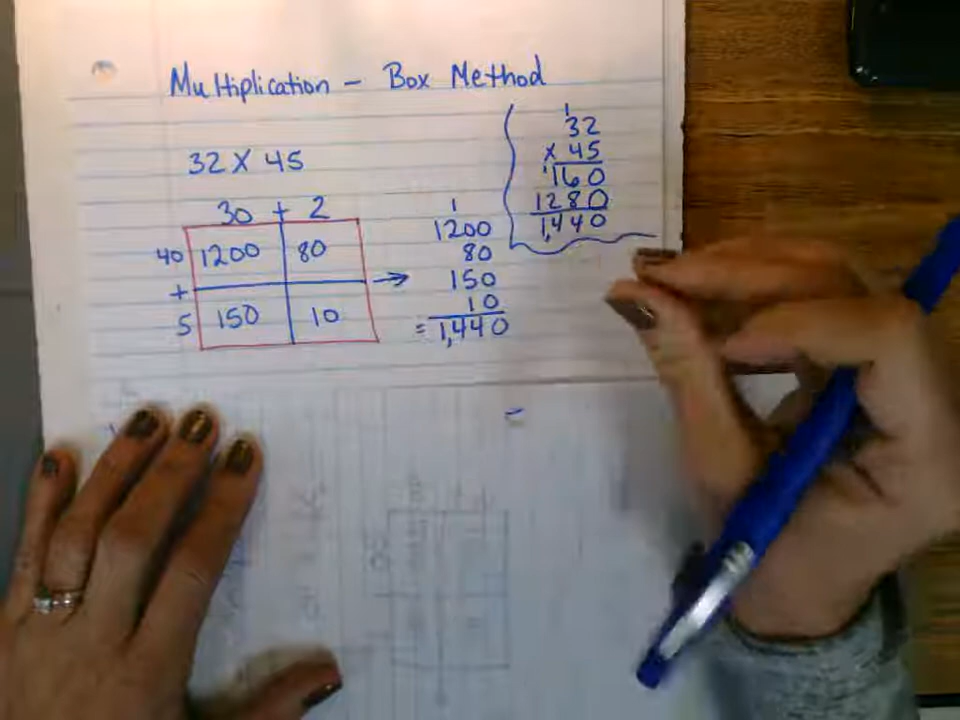 Multiplication - Box Method
32 X 45
30 + 2
40 1200 80
+
5 150 10
→
1
1200
80
150
10
= 1,440
1
32
X 45
1160
1280
1,440
=